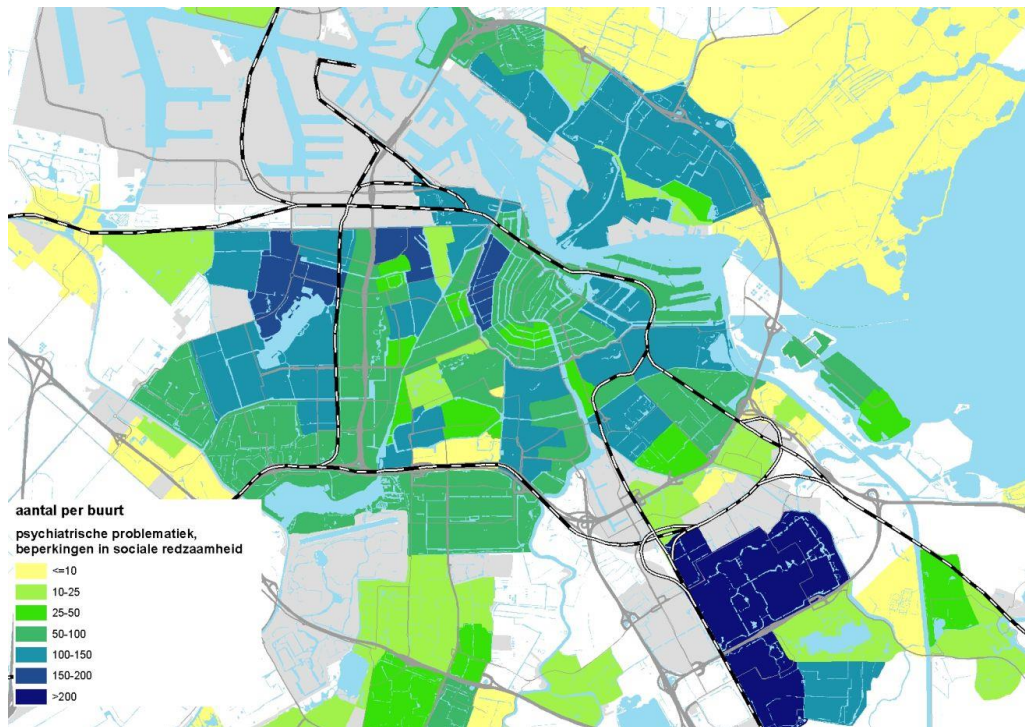 aantal per buurt
psychiatrische problematiek,
beperkingen in sociale redzaamheid
<=10
10-25
25-50
50-100
100-150
150-200
>200